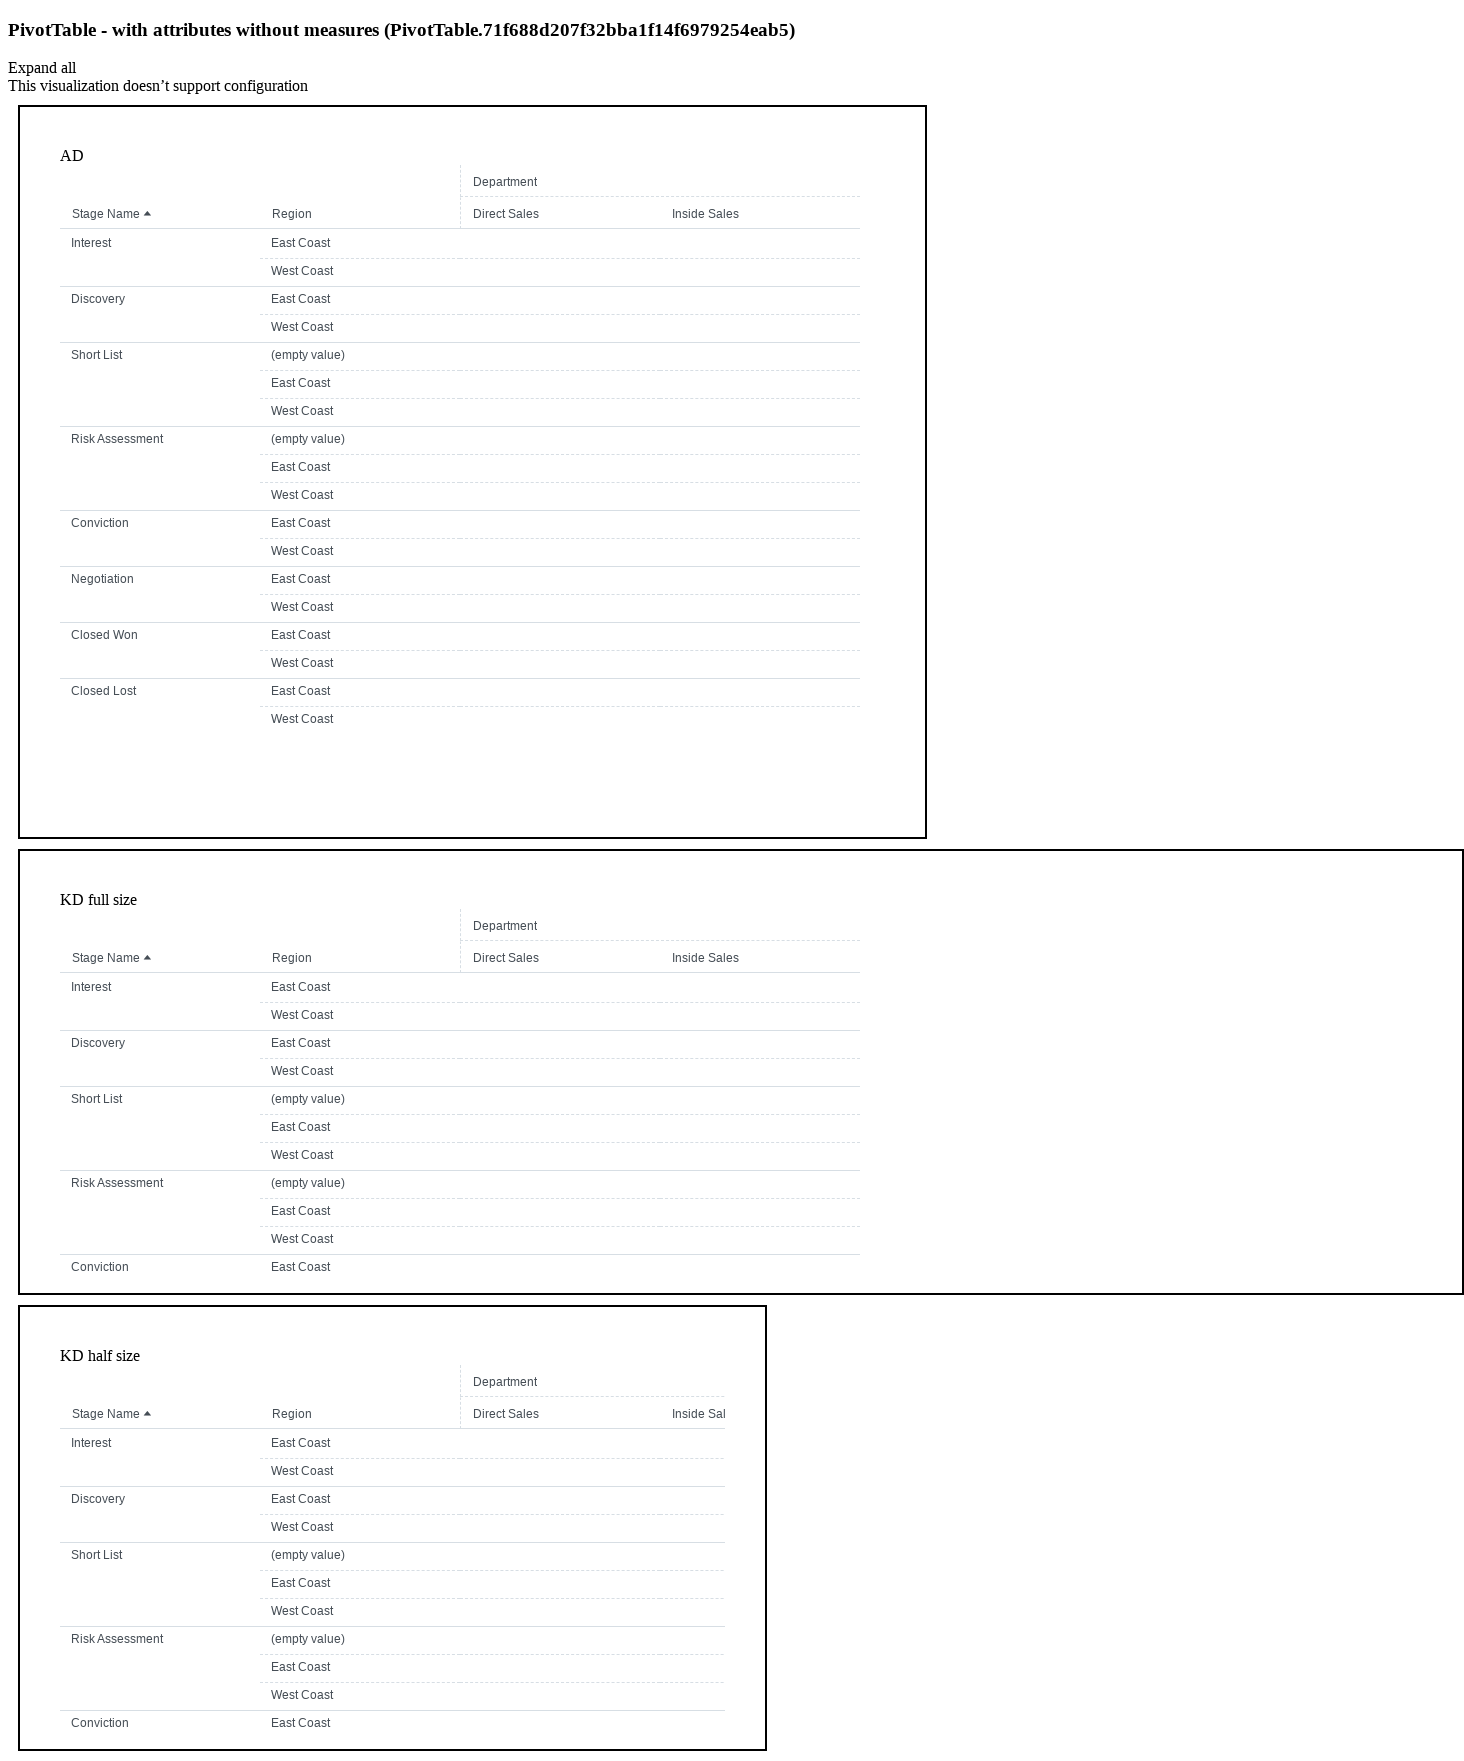 PivotTable - with attributes without measures (PivotTable.71f688d207f32bba1f14f6979254eab5)
Expand all
This visualization doesn’t support configuration
AD
Department
Stage Name Region Direct Sales Inside Sales
Interest East Coast
West Coast
Discovery East Coast
West Coast
Short List (empty value)
East Coast
West Coast
Risk Assessment (empty value)
East Coast
West Coast
Conviction East Coast
West Coast
Negotiation East Coast
West Coast
Closed Won East Coast
West Coast
Closed Lost East Coast
West Coast
KD full size
Department
Stage Name Region Direct Sales Inside Sales
Interest East Coast
West Coast
Discovery East Coast
West Coast
Short List (empty value)
East Coast
West Coast
Risk Assessment (empty value)
East Coast
West Coast
Conviction East Coast
KD half size
Department
Stage Name Region Direct Sales Inside Sal
Interest East Coast
West Coast
Discovery East Coast
West Coast
Short List (empty value)
East Coast
West Coast
Risk Assessment (empty value)
East Coast
West Coast
Conviction East Coast